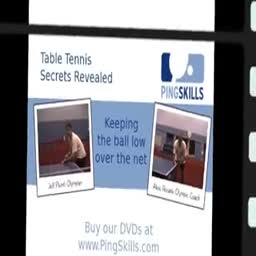 Table Tennis
Secrets Revealed
PINGSKILLS
Keeping
the ball low
over the net
Jeff Plumb Olympian
Alois Rosario Olympic Coach
Buy our DVDs at
www.PingSkills.com